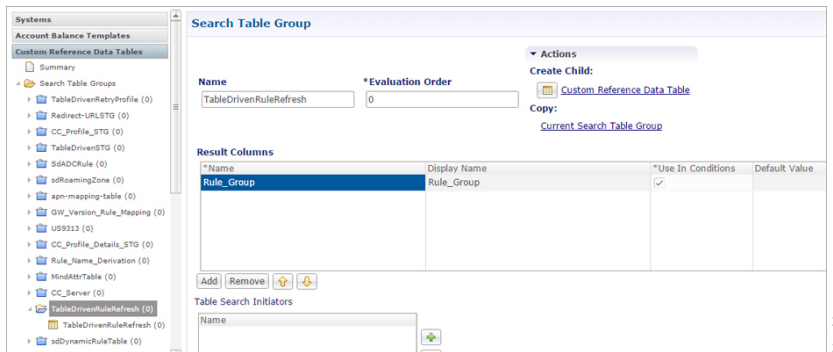 Systems
Account Balance Templates
Custom Reference Data Tables
Summary
Search Table Groups
TableDrivenRetryProfile (0)
Redirect-URLSTG (0)
CC_Profile_STG (0)
TableDrivenSTG (0)
SdADCRule (0)
sdRoamingZone (0)
apn-mapping-table (0)
GW_Version_Rule_Mapping (0)
US9313 (0)
CC_Profile_Details_STG (0)
Rule_Name_Derivation (0)
MindAttrTable (0)
CC_Server (0)
TableDrivenRuleRefresh (0)
TableDrivenRuleRefresh (0)
sdDynamicRuleTable (0)
Search Table Group
Actions
Create Child:
Custom Reference Data Table
Copy:
Current Search Table Group
Name *Evaluation Order
TableDrivenRuleRefresh 0
Result Columns
*Name Display Name *Use In Conditions Default Value
Rule_Group Rule_Group
Add Remove
Table Search Initiators
Name